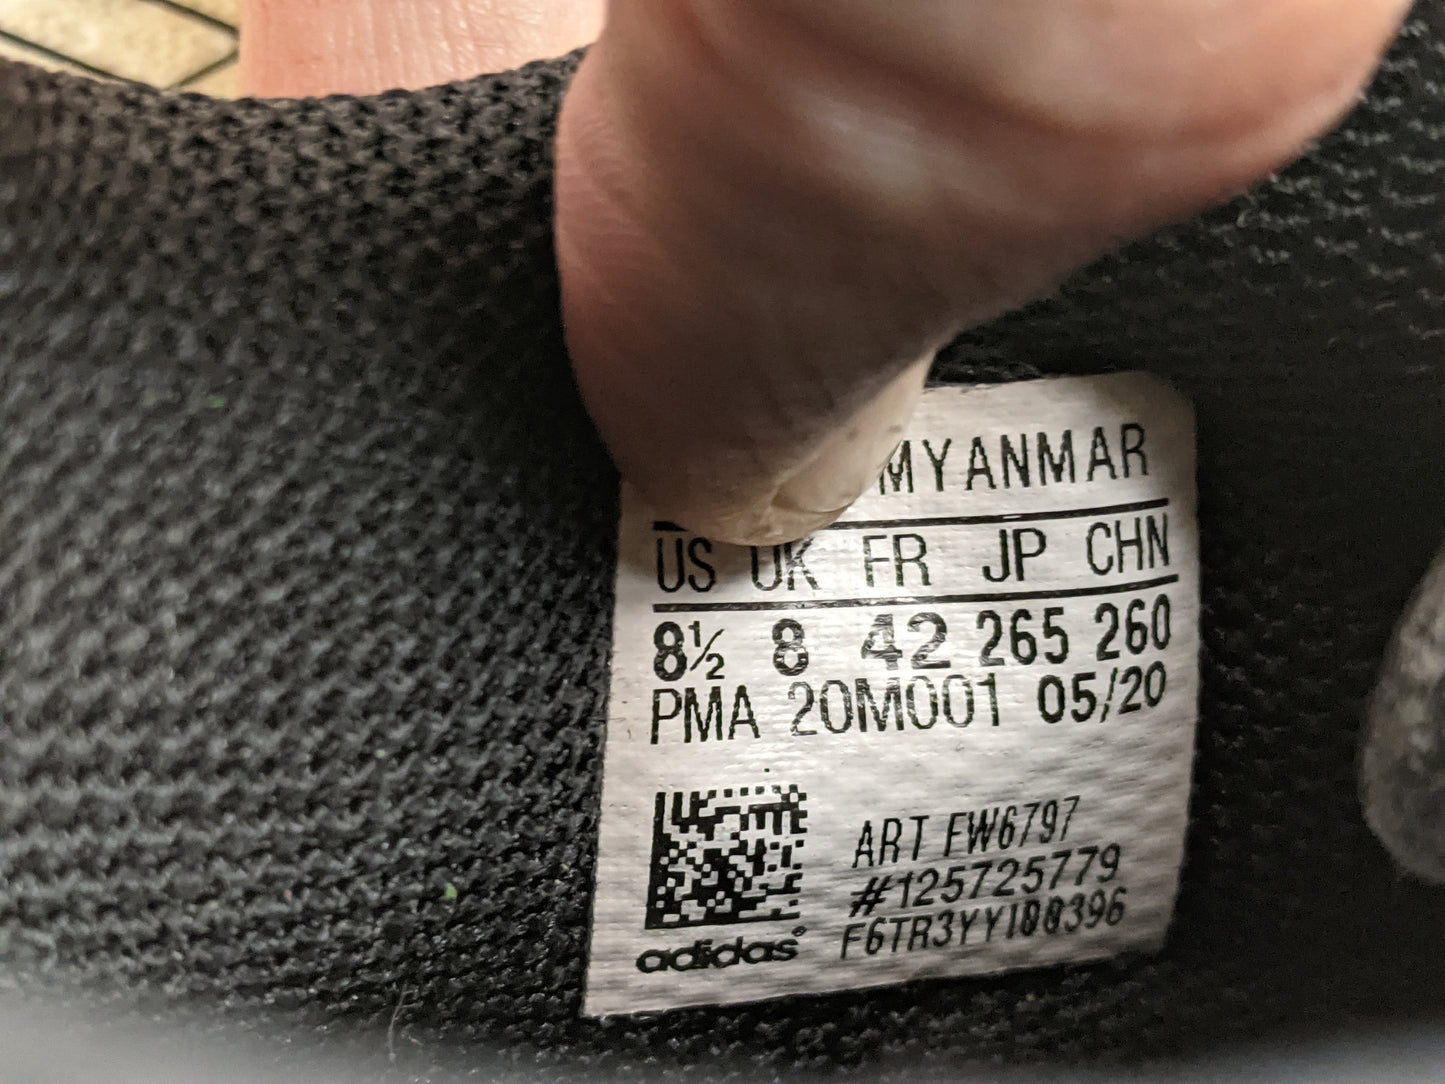 MYANMAR
US UK FR JP CHN
8½ 8 42 265 260
PMA 20M001 05/20
ART FW6797
#125725779
adidas